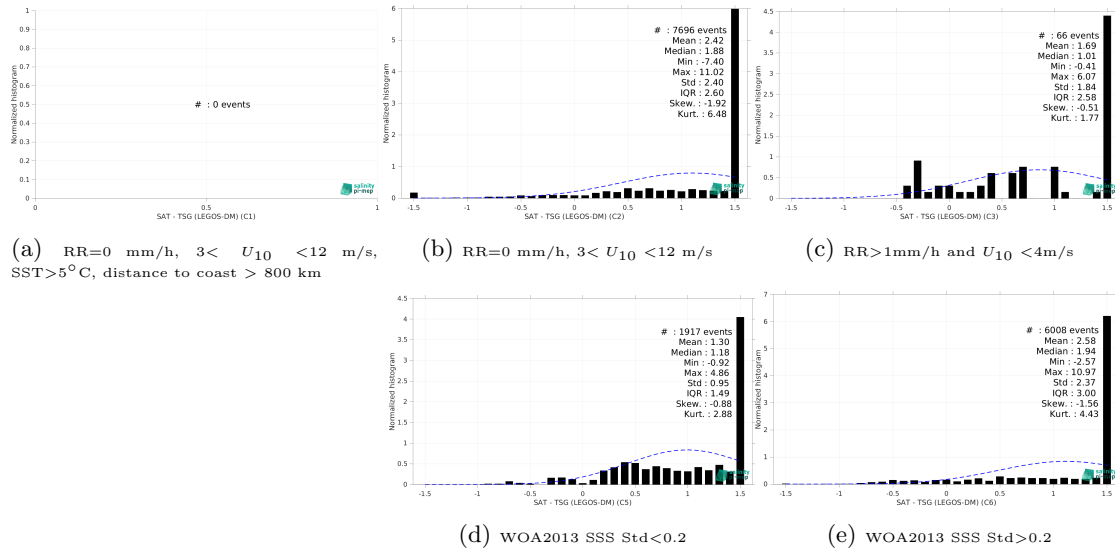 1
0.9
0.8
0.7
0.6
0.5
0.4
0.3
0.2
0.1
0
Normalized histogram
# : 0 events
salinity
pi-mep
0 0.5 1
SAT - TSG (LEGOS-DM) (C1)
(a) RR=0 mm/h, 3< U10 <12 m/s,
SST>5°C, distance to coast > 800 km
6
5
4
3
2
1
0
Normalized histogram
# : 7696 events
Mean : 2.42
Median : 1.88
Min : -7.40
Max : 11.02
Std : 2.40
IQR : 2.60
Skew. : -1.92
Kurt. : 6.48
salinity
pi-mep
-1.5 -1 -0.5 0 0.5 1 1.5
SAT - TSG (LEGOS-DM) (C2)
(b) RR=0 mm/h, 3< U10 <12 m/s
4.5
4
3.5
3
2.5
2
1.5
1
0.5
0
Normalized histogram
# : 66 events
Mean : 1.69
Median : 1.01
Min : -0.41
Max : 6.07
Std : 1.84
IQR : 2.58
Skew. : -0.51
Kurt. : 1.77
salinity
pi-mep
-1.5 -1 -0.5 0 0.5 1 1.5
SAT - TSG (LEGOS-DM) (C3)
(c) RR>1mm/h and U10 <4m/s
4.5
4
3.5
3
2.5
2
1.5
1
0.5
0
Normalized histogram
# : 1917 events
Mean : 1.30
Median : 1.18
Min : -0.92
Max : 4.86
Std : 0.95
IQR : 1.49
Skew. : -0.88
Kurt. : 2.88
salinity
pi-mep
-1.5 -1 -0.5 0 0.5 1 1.5
SAT - TSG (LEGOS-DM) (C5)
(d) WOA2013 SSS Std<0.2
7
6
5
4
3
2
1
0
Normalized histogram
# : 6008 events
Mean : 2.58
Median : 1.94
Min : -2.57
Max : 10.97
Std : 2.37
IQR : 3.00
Skew. : -1.56
Kurt. : 4.43
salinity
pi-mep
-1.5 -1 -0.5 0 0.5 1 1.5
SAT - TSG (LEGOS-DM) (C6)
(e) WOA2013 SSS Std>0.2